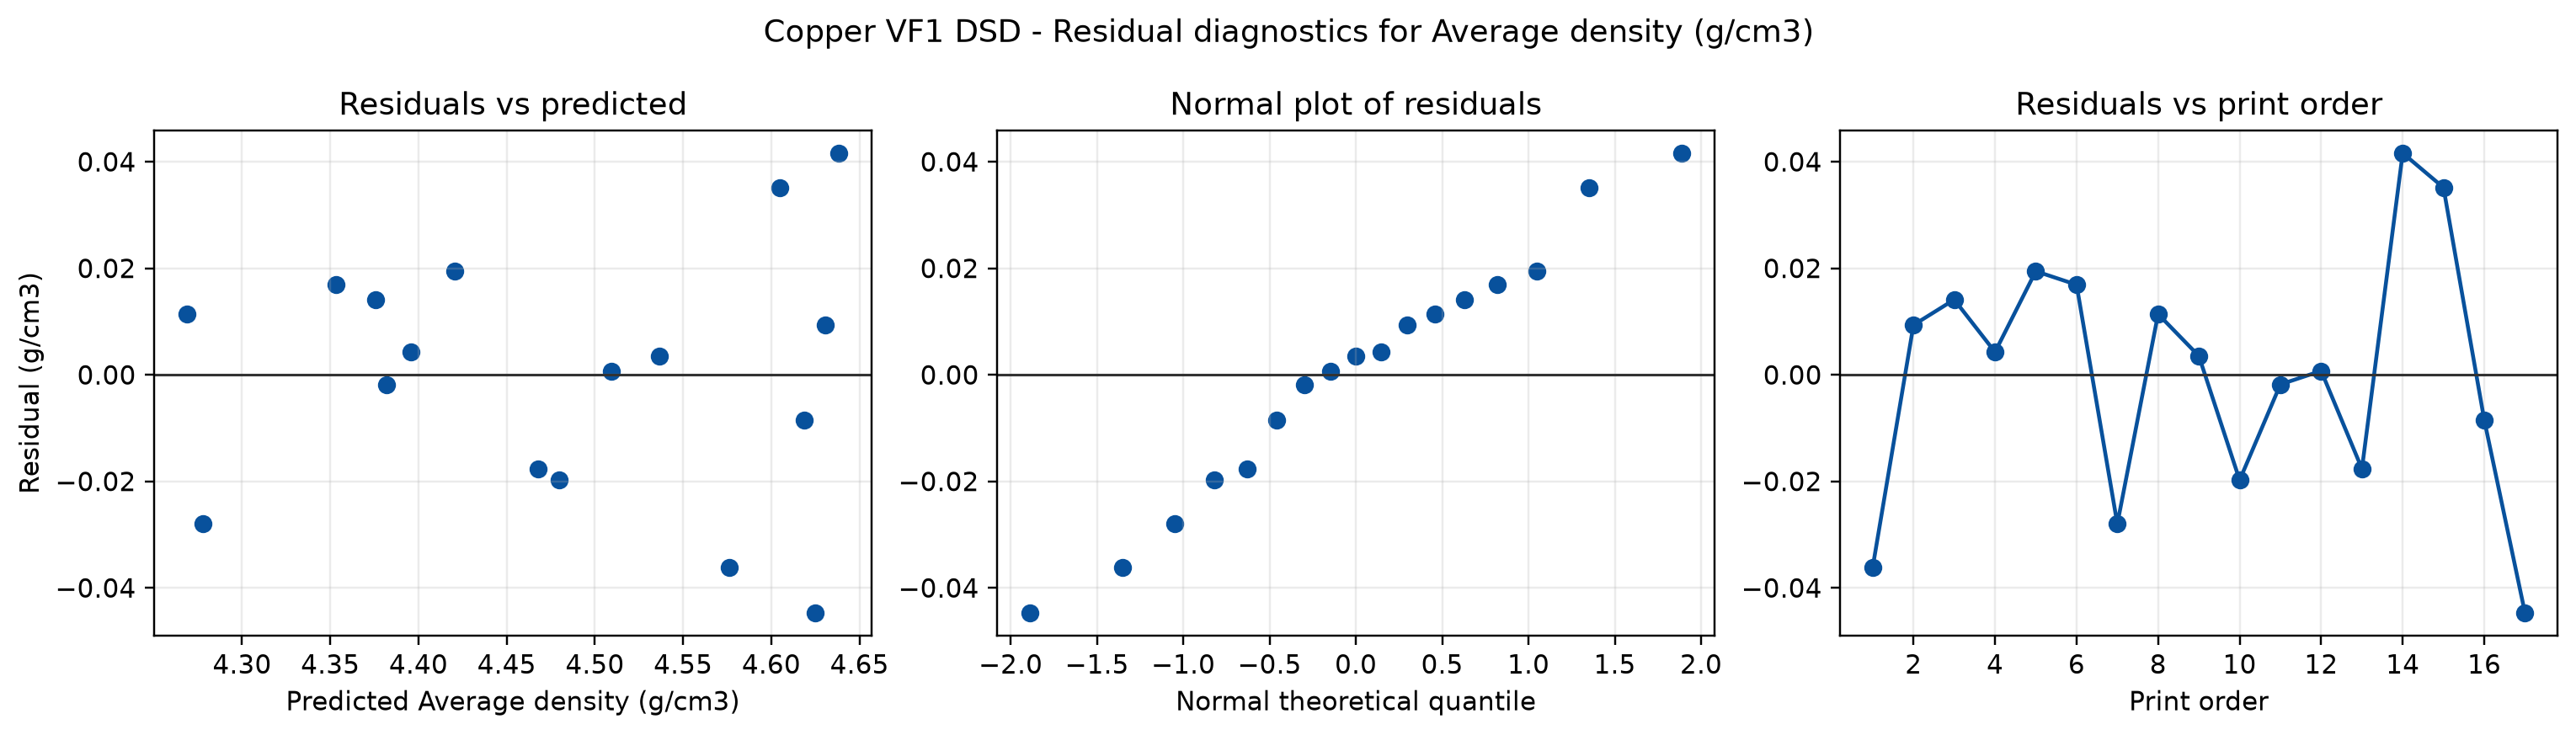 Copper VF1 DSD - Residual diagnostics for Average density (g/cm3)
Residuals vs predicted
Normal plot of residuals
Residuals vs print order
Residual (g/cm3)
0.04
0.02
0.00
−0.02
−0.04
4.30 4.35 4.40 4.45 4.50 4.55 4.60 4.65
Predicted Average density (g/cm3)
0.04
0.02
0.00
−0.02
−0.04
−2.0 −1.5 −1.0 −0.5 0.0 0.5 1.0 1.5 2.0
Normal theoretical quantile
0.04
0.02
0.00
−0.02
−0.04
2 4 6 8 10 12 14 16
Print order